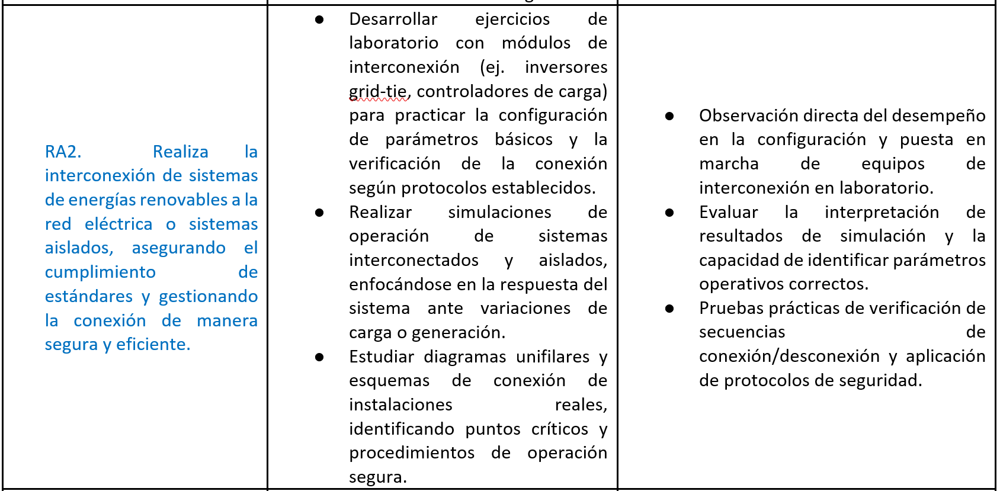 RA2. Realiza la
interconexión de sistemas
de energías renovables a la
red eléctrica o sistemas
aislados, asegurando el
cumplimiento de
estándares y gestionando
la conexión de manera
segura y eficiente.
● Desarrollar ejercicios de
laboratorio con módulos de
interconexión (ej. inversores
grid-tie, controladores de carga)
para practicar la configuración
de parámetros básicos y la
verificación de la conexión
según protocolos establecidos.
● Realizar simulaciones de
operación de sistemas
interconectados y aislados,
enfocándose en la respuesta del
sistema ante variaciones de
carga o generación.
● Estudiar diagramas unifilares y
esquemas de conexión de
instalaciones reales,
identificando puntos críticos y
procedimientos de operación
segura.
● Observación directa del desempeño
en la configuración y puesta en
marcha de equipos de
interconexión en laboratorio.
● Evaluar la interpretación de
resultados de simulación y la
capacidad de identificar parámetros
operativos correctos.
● Pruebas prácticas de verificación de
secuencias de
conexión/desconexión y aplicación
de protocolos de seguridad.